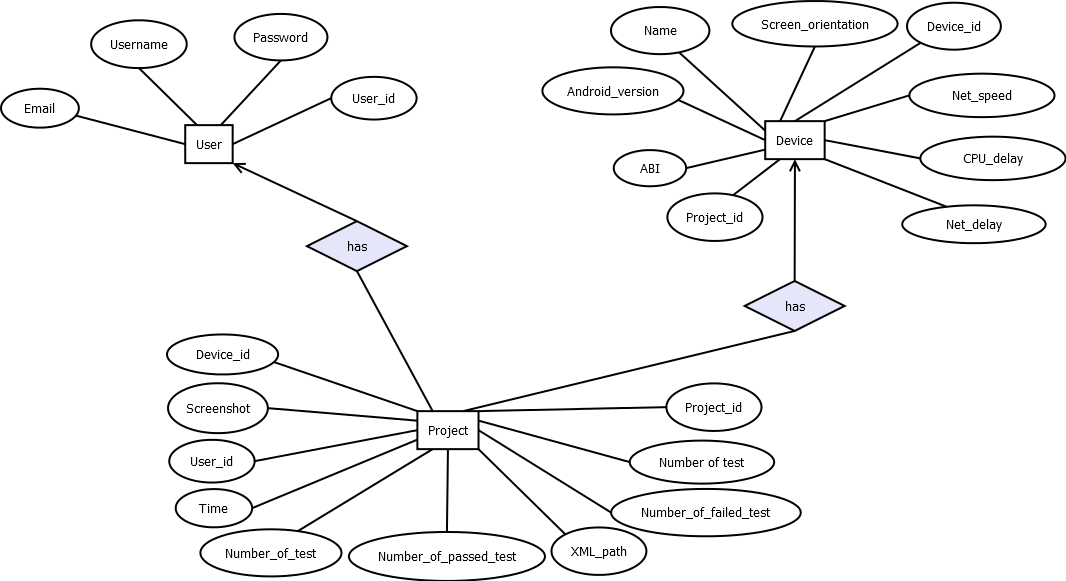 Username
Password
Email
User_id
User
Name
Screen_orientation
Device_id
Android_version
Net_speed
Device
ABI
CPU_delay
Project_id
Net_delay
has
has
Device_id
Screenshot
User_id
Time
Number_of_test
Project
Project_id
Number of test
Number_of_failed_test
Number_of_passed_test
XML_path